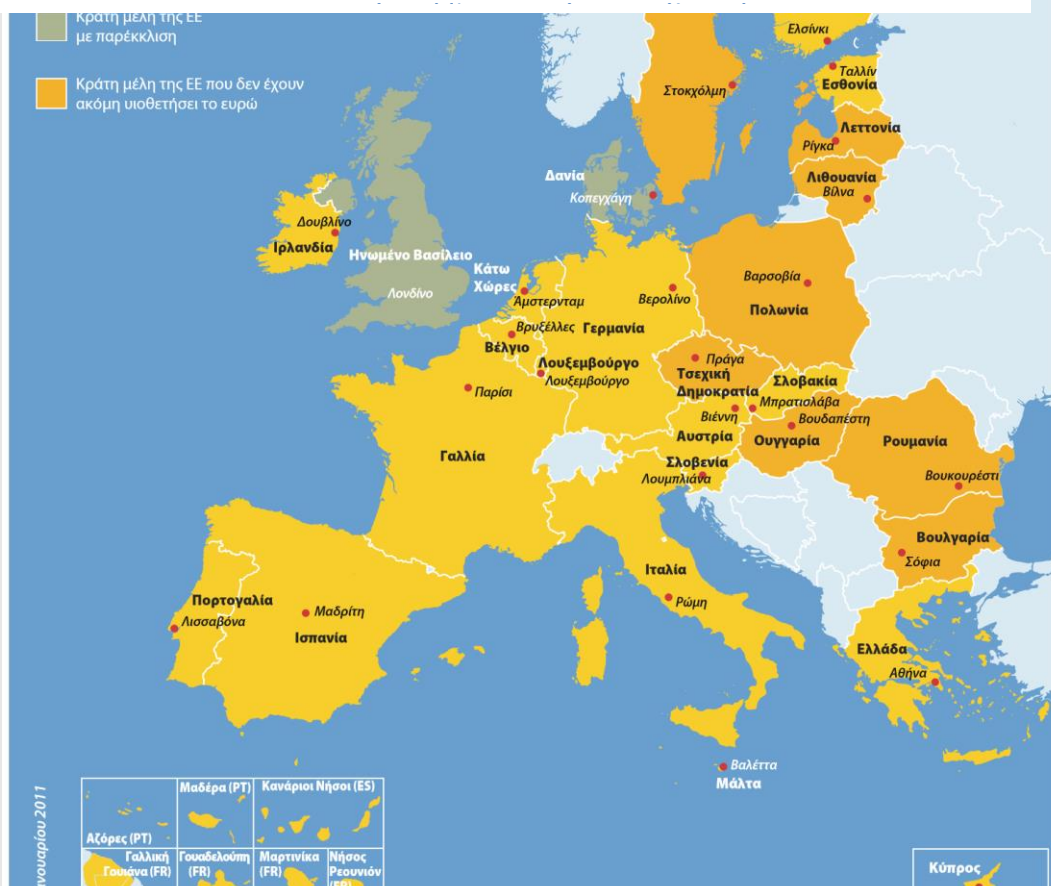 Κράτη μέλη της ΕΕ
με παρέκκλιση
Κράτη μέλη της ΕΕ που δεν έχουν
ακόμη υιοθετήσει το ευρώ
Ελσίνκι
Ταλλίν
Εσθονία
Στοκχόλμη
Λεττονία
Ρίγκα
Λιθουανία
Βίλνα
Δανία
Κοπεγχάγη
Δουβλίνο
Ιρλανδία
Ηνωμένο Βασίλειο
Λονδίνο
Κάτω
Χώρες
Άμστερνταμ
Βερολίνο
Βαρσοβία
Πολωνία
Γερμανία
Βρυξέλλες
Βέλγιο
Λουξεμβούργο
Λουξεμβούργο
Πράγα
Τσεχική
Δημοκρατία
Σλοβακία
Μπρατισλάβα
Παρίσι
Βιέννη
Βουδαπέστη
Αυστρία
Ουγγαρία
Ρουμανία
Γαλλία
Σλοβενία
Λουμπλιάνα
Βουκουρέστι
Βουλγαρία
Σόφια
Ιταλία
Ρώμη
Πορτογαλία
Λισσαβόνα
Μαδρίτη
Ισπανία
Ελλάδα
Αθήνα
Βαλέττα
Μάλτα
Μαδέρα (PT)
Κανάριοι Νήσοι (ES)
Αζόρες (PT)
Γαλλική
Γουιάνα (FR)
Γουαδελούπη
(FR)
Μαρτινίκα
(FR)
Νήσος
Ρεουνιόν
(FR)
Κύπρος
νουαρίου 2011